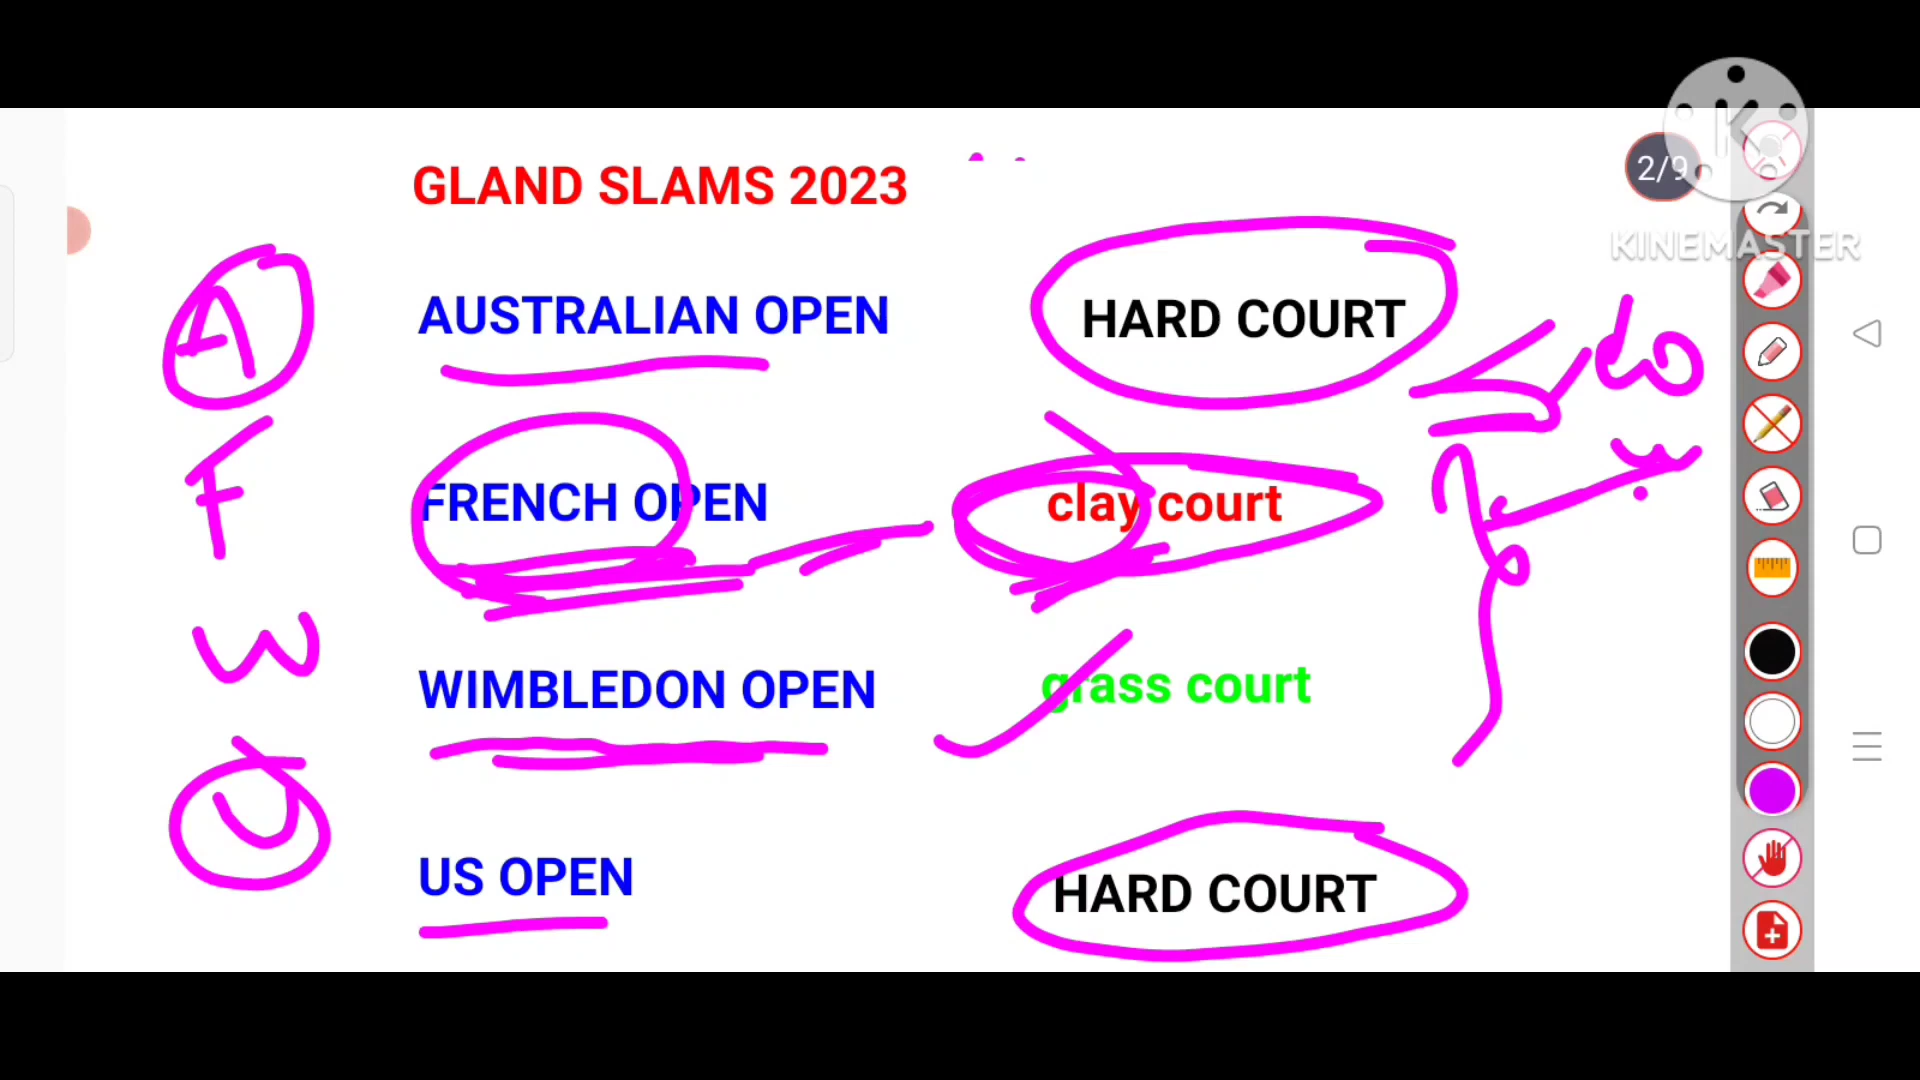 GLAND SLAMS 2023
2/9
KINEMASTER
A
AUSTRALIAN OPEN HARD COURT
F
FRENCH OPEN clay court
W
WIMBLEDON OPEN grass court
U
US OPEN HARD COURT